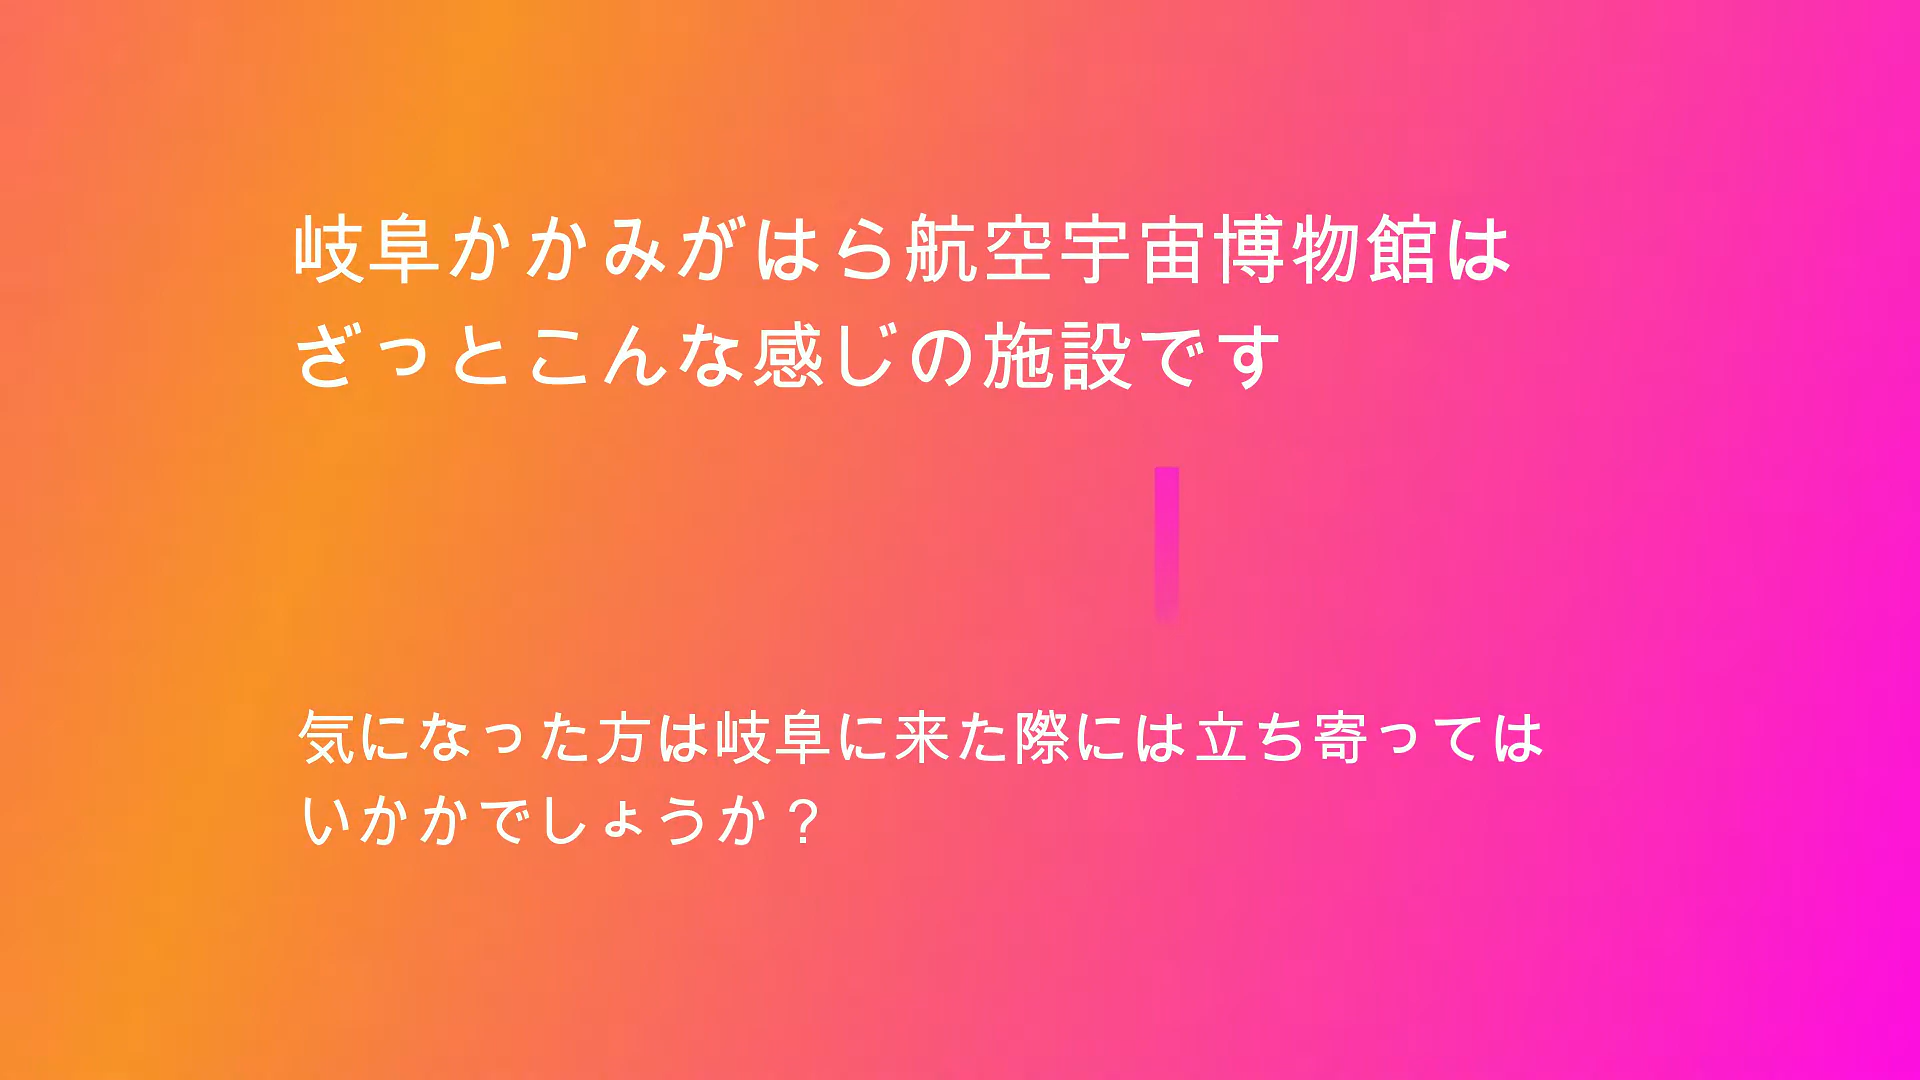 岐阜かかみがはら航空宇宙博物館は
ざっとこんな感じの施設です
気になった方は岐阜に来た際には立ち寄っては
いかかでしょうか？